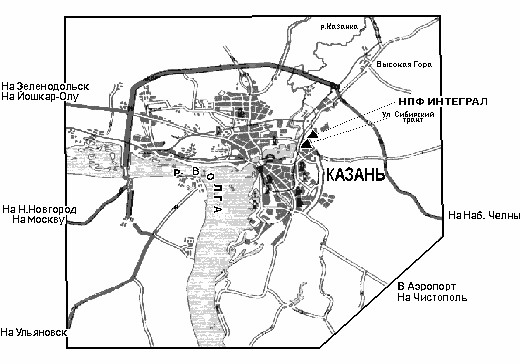 р.Казанка
Высокая Гора
На Зеленодольск
На Йошкар-Олу
НПФ ИНТЕГРАЛ
ул. Сибирский
тракт
КАЗАНЬ
Р. ВОЛГА
На Н.Новгород
На Москву
На Наб. Челны
В Аэропорт
На Чистополь
На Ульяновск